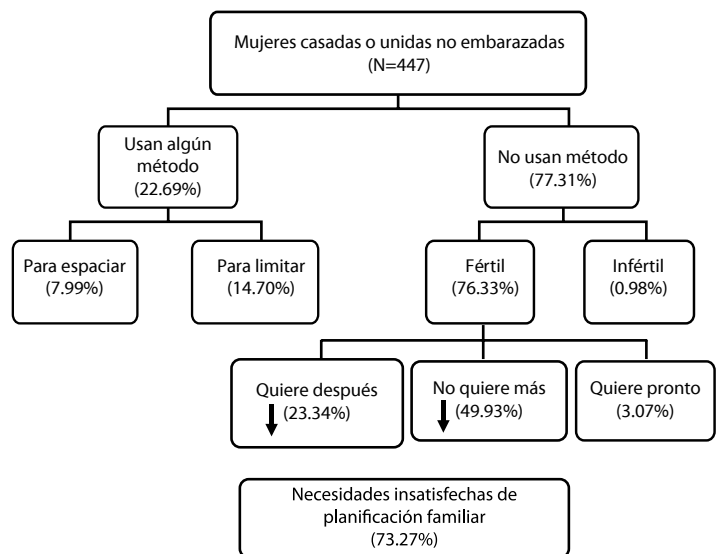 Mujeres casadas o unidas no embarazadas
(N=447)
Usan algún
método
(22.69%)
No usan método
(77.31%)
Para espaciar
(7.99%)
Para limitar
(14.70%)
Fértil
(76.33%)
Infértil
(0.98%)
Quiere después
(23.34%)
No quiere más
(49.93%)
Quiere pronto
(3.07%)
Necesidades insatisfechas de
planificación familiar
(73.27%)